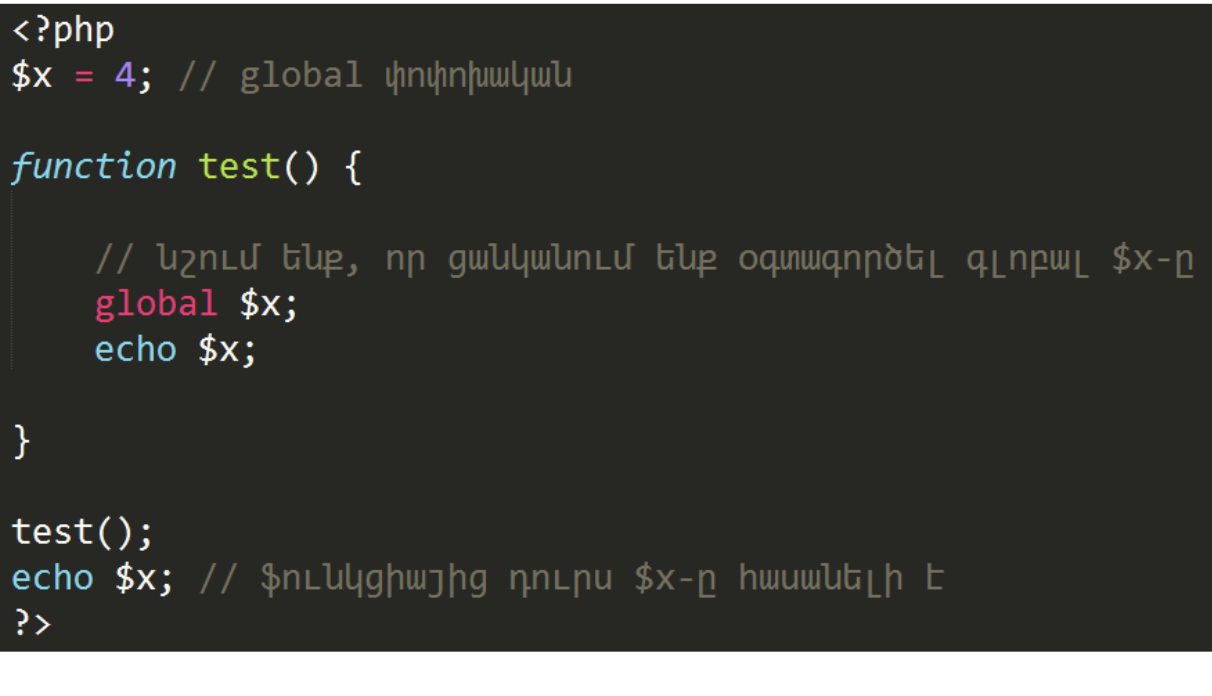 <?php
$x = 4; // global փոփոխական
function test() {
// նշում ենք, որ ցանկանում ենք օգտագործել գլոբալ $x-ը
global $x;
echo $x;
}
test();
echo $x; // ֆունկցիայից դուրս $x-ը հասանելի է
?>